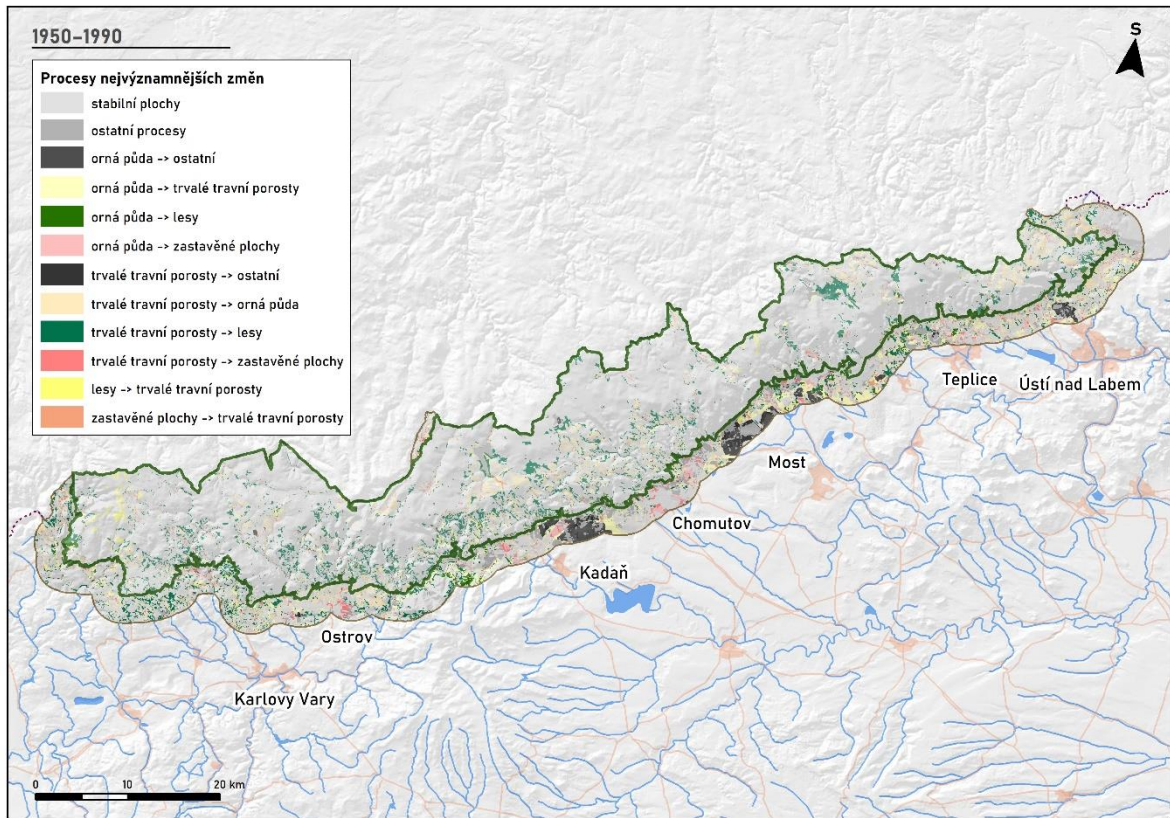 1950–1990
S
Procesy nejvýznamnějších změn
stabilní plochy
ostatní procesy
orná půda -> ostatní
orná půda -> trvalé travní porosty
orná půda -> lesy
orná půda -> zastavěné plochy
trvalé travní porosty -> ostatní
trvalé travní porosty -> orná půda
trvalé travní porosty -> lesy
trvalé travní porosty -> zastavěné plochy
lesy -> trvalé travní porosty
zastavěné plochy -> trvalé travní porosty
Teplice
Ústí nad Labem
Most
Chomutov
Kadaň
Ostrov
Karlovy Vary
0 10 20 km